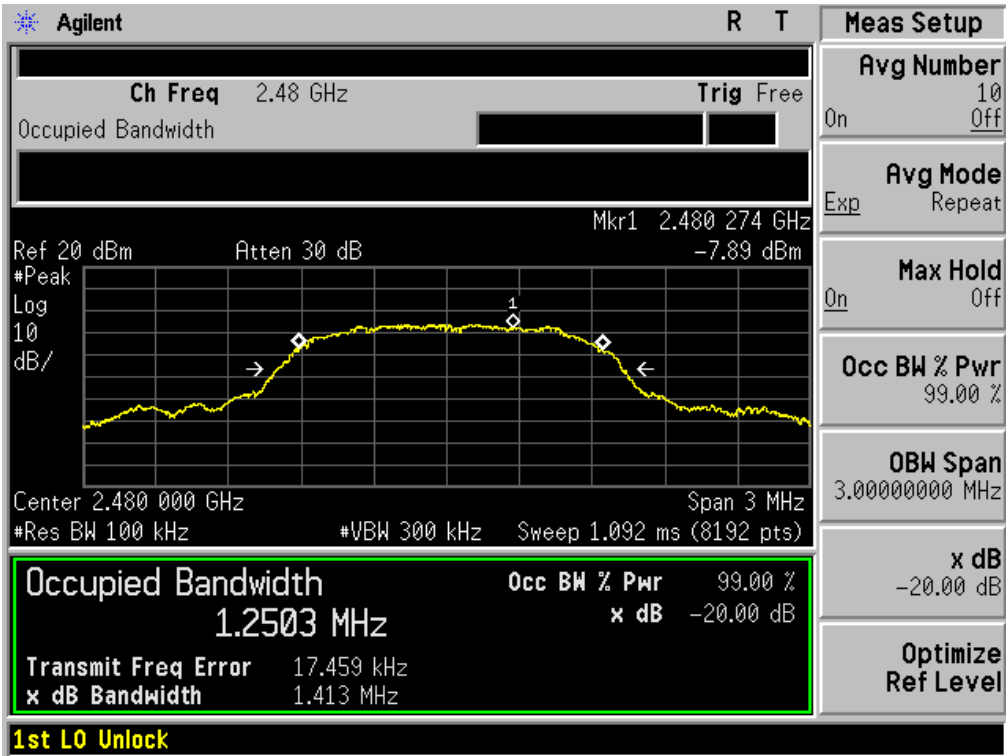 Agilent R T
Ch Freq 2.48 GHz Trig Free
Occupied Bandwidth
Mkr1 2.480 274 GHz
Ref 20 dBm Atten 30 dB -7.89 dBm
#Peak
Log
10
dB/
1
Center 2.480 000 GHz Span 3 MHz
#Res BW 100 kHz #VBW 300 kHz Sweep 1.092 ms (8192 pts)
Occupied Bandwidth Occ BW % Pwr 99.00 %
1.2503 MHz x dB -20.00 dB
Transmit Freq Error 17.459 kHz
x dB Bandwidth 1.413 MHz
1st LO Unlock
Meas Setup
Avg Number
10
On Off
Avg Mode
Exp Repeat
Max Hold
On Off
Occ BW % Pwr
99.00 %
OBW Span
3.00000000 MHz
x dB
-20.00 dB
Optimize
Ref Level